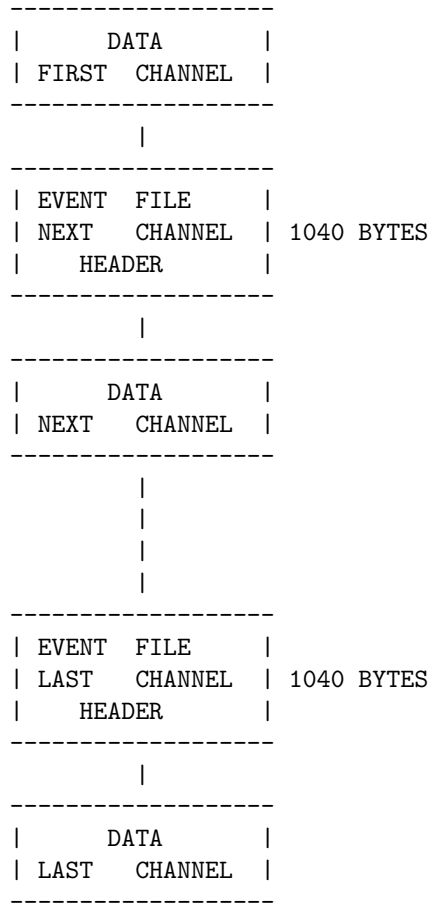 -------------------
|      DATA       |
| FIRST  CHANNEL  |
-------------------
|
-------------------
| EVENT  FILE     |
| NEXT   CHANNEL  | 1040 BYTES
|    HEADER       |
-------------------
|
-------------------
|      DATA       |
| NEXT   CHANNEL  |
-------------------
|
|
|
|
-------------------
| EVENT  FILE     |
| LAST   CHANNEL  | 1040 BYTES
|    HEADER       |
-------------------
|
-------------------
|      DATA       |
| LAST   CHANNEL  |
-------------------